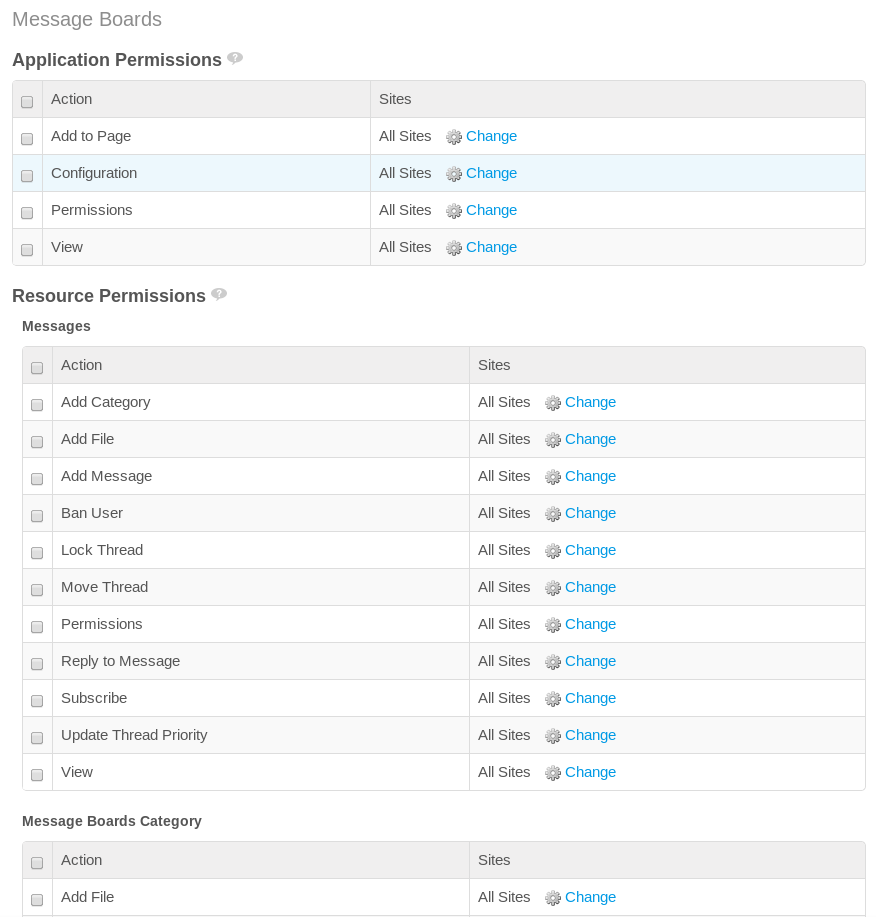 Message Boards
Application Permissions ?
Action Sites
Add to Page All Sites Change
Configuration All Sites Change
Permissions All Sites Change
View All Sites Change
Resource Permissions ?
Messages
Action Sites
Add Category All Sites Change
Add File All Sites Change
Add Message All Sites Change
Ban User All Sites Change
Lock Thread All Sites Change
Move Thread All Sites Change
Permissions All Sites Change
Reply to Message All Sites Change
Subscribe All Sites Change
Update Thread Priority All Sites Change
View All Sites Change
Message Boards Category
Action Sites
Add File All Sites Change